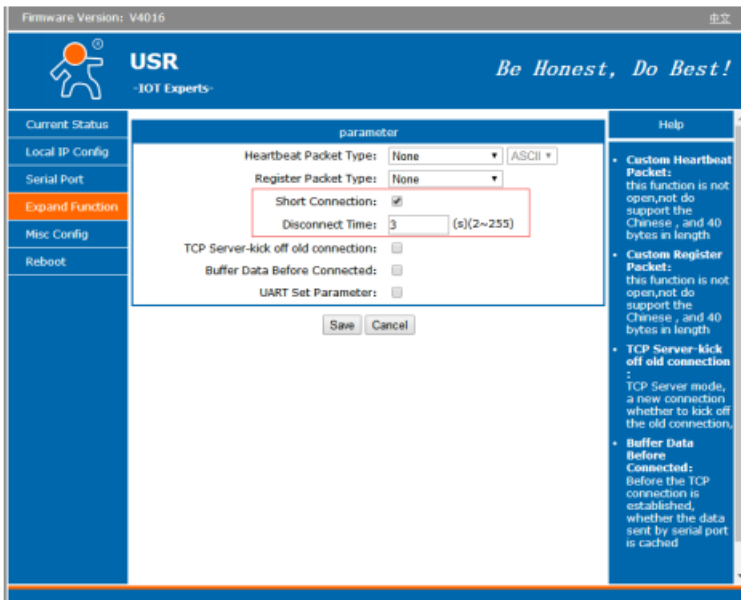 Firmware Version: V4016
中文
®
USR
-IOT Experts-
Be Honest, Do Best!
Current Status
Local IP Config
Serial Port
Expand Function
Misc Config
Reboot
parameter
Heartbeat Packet Type: None ASCII
Register Packet Type: None
Short Connection:
Disconnect Time: 3 (s)(2~255)
TCP Server-kick off old connection:
Buffer Data Before Connected:
UART Set Parameter:
Save Cancel
Help
• Custom Heartbeat
Packet:
this function is not
open,not do
support the
Chinese , and 40
bytes in length
• Custom Register
Packet:
this function is not
open,not do
support the
Chinese , and 40
bytes in length
• TCP Server-kick
off old connection
:
TCP Server mode,
a new connection
whether to kick off
the old connection,
• Buffer Data
Before
Connected:
Before the TCP
connection is
established,
whether the data
sent by serial port
is cached